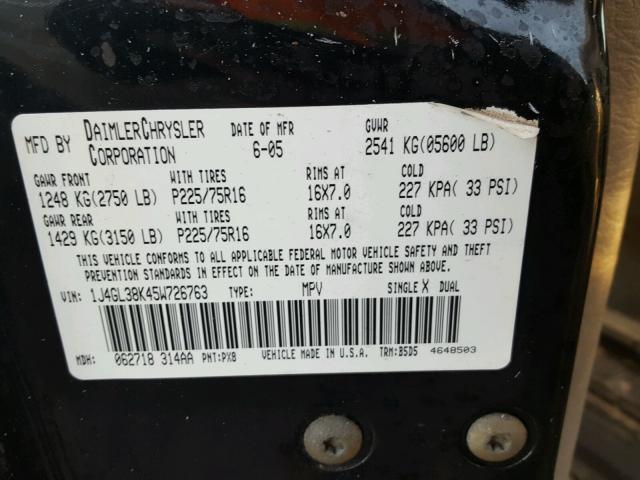 MFD BY DAIMLERCHRYSLER CORPORATION DATE OF MFR 6-05 GVWR 2541 KG(05600 LB)
GAWR FRONT WITH TIRES RIMS AT COLD
1248 KG(2750 LB) P225/75R16 16X7.0 227 KPA( 33 PSI)
GAWR REAR WITH TIRES RIMS AT COLD
1429 KG(3150 LB) P225/75R16 16X7.0 227 KPA( 33 PSI)
THIS VEHICLE CONFORMS TO ALL APPLICABLE FEDERAL MOTOR VEHICLE SAFETY AND THEFT
PREVENTION STANDARDS IN EFFECT ON THE DATE OF MANUFACTURE SHOWN ABOVE.
VIN: 1J4GL38K45W726763 TYPE: MPV SINGLE X DUAL
MDH: 062718 314AA PNT:PX8 VEHICLE MADE IN U.S.A. TRM:B5D5 4648503